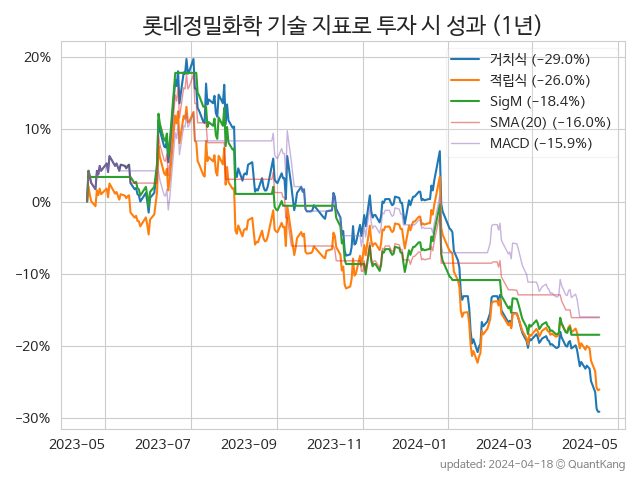 롯데정밀화학 기술 지표로 투자 시 성과 (1년)
거치식 (−29.0%)
적립식 (−26.0%)
SigM (−18.4%)
SMA(20) (−16.0%)
MACD (−15.9%)
20%
10%
0%
−10%
−20%
−30%
2023-05 2023-07 2023-09 2023-11 2024-01 2024-03 2024-05
updated: 2024-04-18 © QuantKang